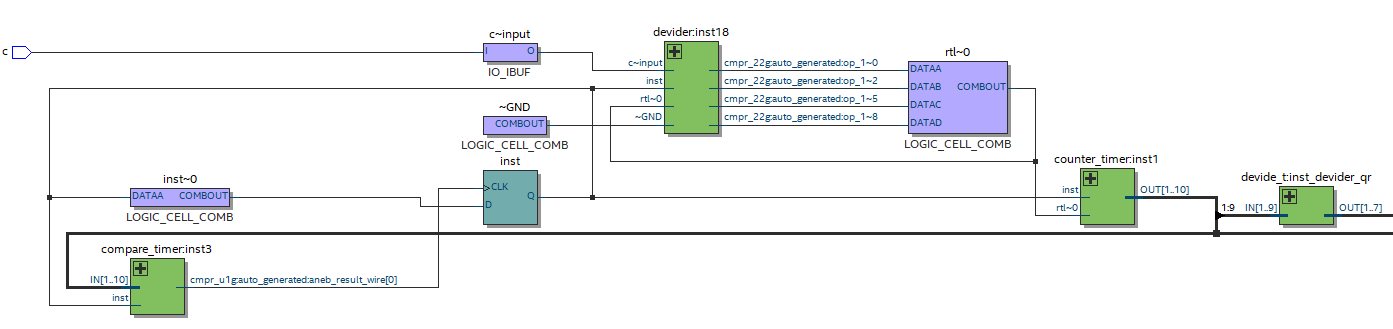 c
c~input
I O
IO_IBUF
~GND
COMBOUT
LOGIC_CELL_COMB
devider:inst18
c~input
inst
rtl~0
~GND
cmpr_22g:auto_generated:op_1~0
cmpr_22g:auto_generated:op_1~2
cmpr_22g:auto_generated:op_1~5
cmpr_22g:auto_generated:op_1~8
rtl~0
DATAA
DATAB COMBOUT
DATAC
DATAD
LOGIC_CELL_COMB
inst~0
DATAA COMBOUT
LOGIC_CELL_COMB
inst
CLK
D Q
counter_timer:inst1
inst
rtl~0
OUT[1..10]
1:9
devide_t:inst_devider_qr
IN[1..9] OUT[1..7]
compare_timer:inst3
IN[1..10]
inst
cmpr_u1g:auto_generated:aneb_result_wire[0]